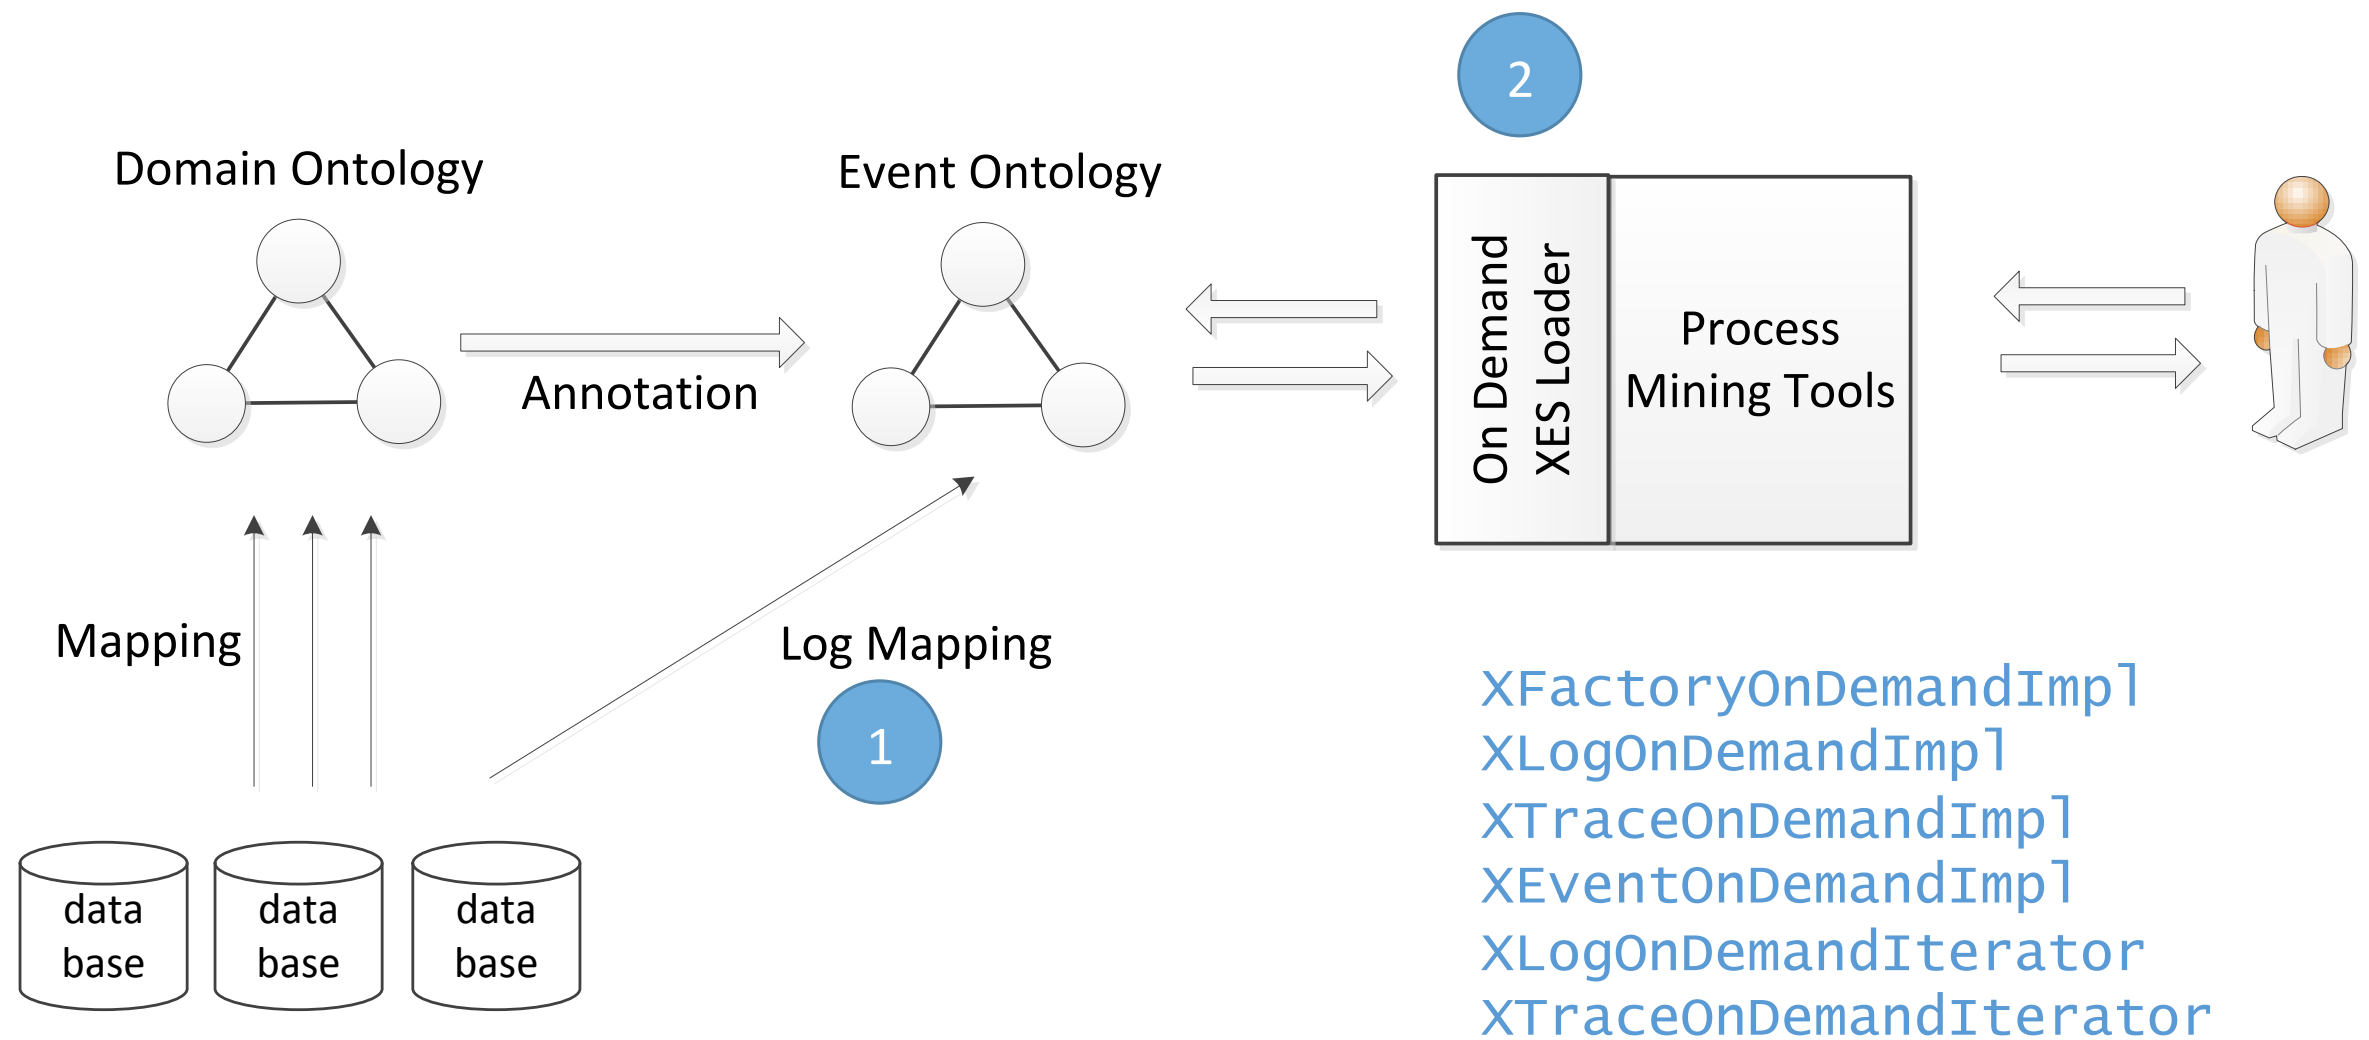 2
Domain Ontology
Event Ontology
On Demand
XES Loader
Process
Mining Tools
Annotation
Mapping
Log Mapping
1
data
base
data
base
data
base
XFactoryOnDemandImpl
XLogOnDemandImpl
XTraceOnDemandImpl
XEventOnDemandImpl
XLogOnDemandIterator
XTraceOnDemandIterator